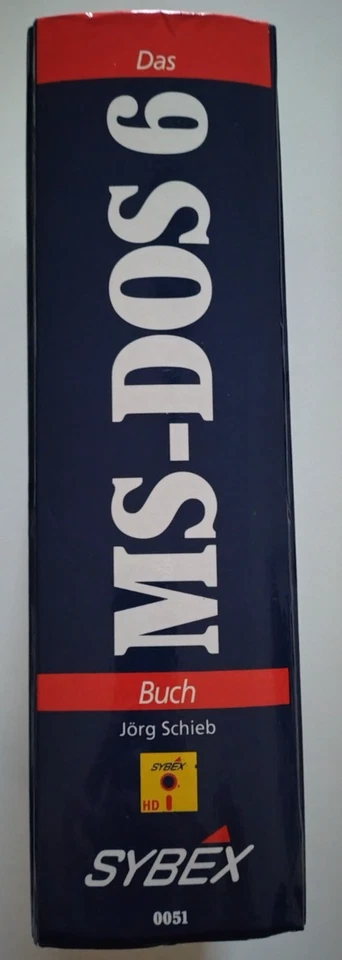 Das
MS-DOS 6
Buch
Jörg Schieb
SYBEX
HD
SYBEX
0051